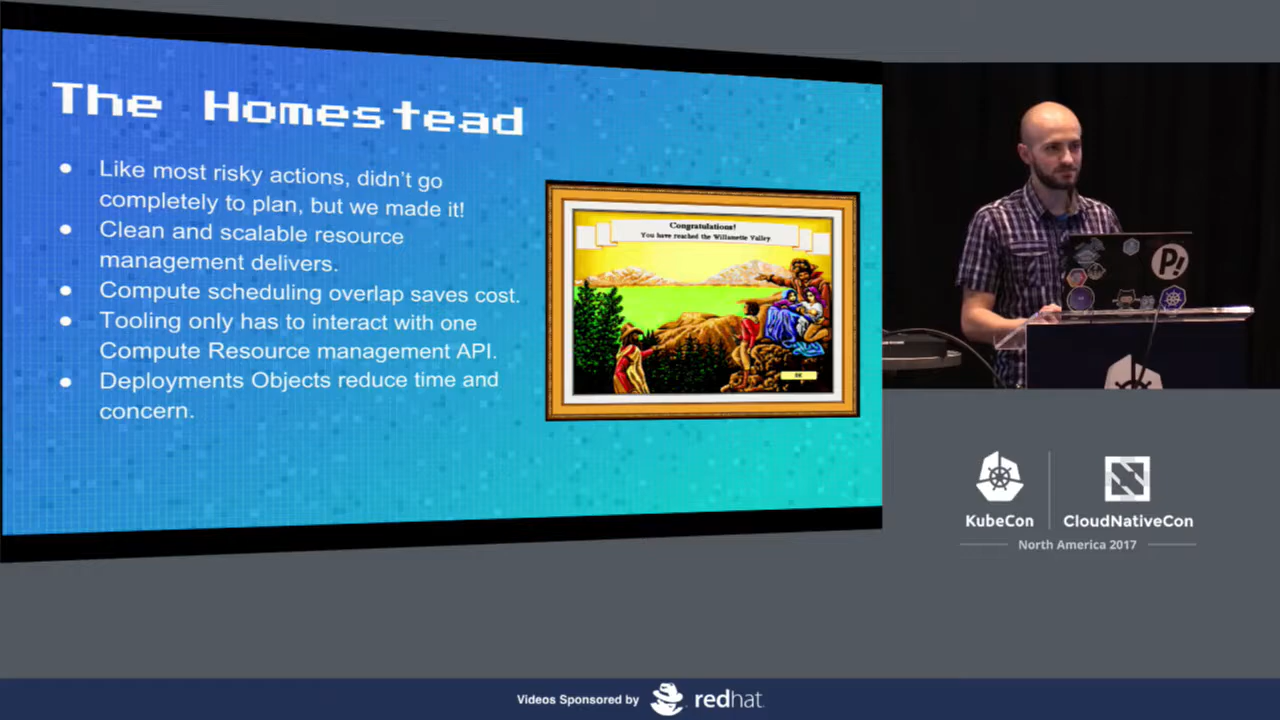 The Homestead
● Like most risky actions, didn't go
completely to plan, but we made it!
● Clean and scalable resource
management delivers.
● Compute scheduling overlap saves cost.
● Tooling only has to interact with one
Compute Resource management API.
● Deployments Objects reduce time and
concern.
Congratulations!
You have reached the Willamette Valley
OK
P!
KubeCon
CloudNativeCon
North America 2017
Videos Sponsored by
redhat